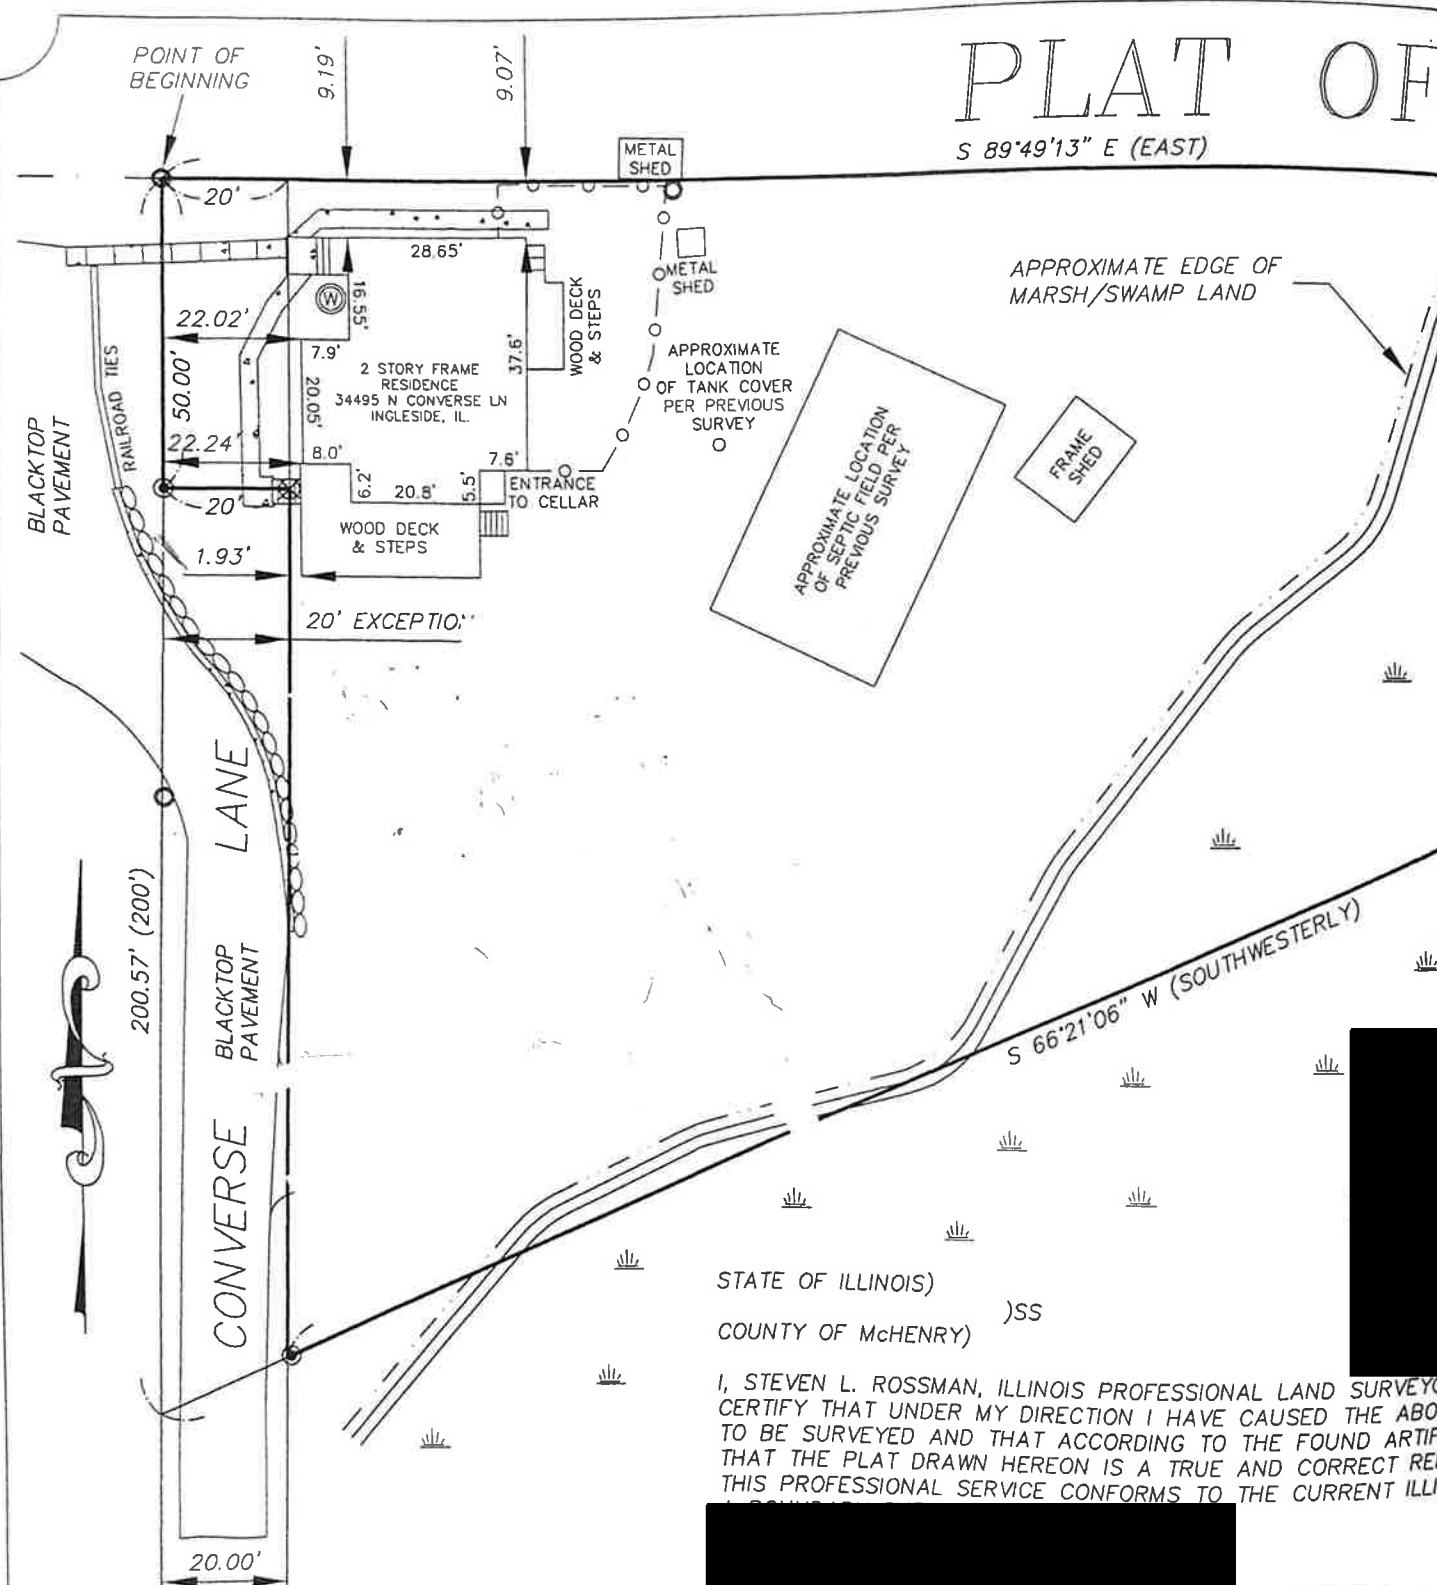 PLAT OF
S 89°49'13" E (EAST)
POINT OF
BEGINNING
9.19'
9.07'
METAL
SHED
20'
28.65'
METAL
SHED
APPROXIMATE EDGE OF
MARSH/SWAMP LAND
W
16.55'
22.02'
7.9'
WOOD DECK
& STEPS
37.6'
50.00'
RAILROAD TIES
2 STORY FRAME
RESIDENCE
34495 N CONVERSE LN
INGLESIDE, IL.
20.05'
APPROXIMATE
LOCATION
OF TANK COVER
PER PREVIOUS
SURVEY
BLACKTOP
PAVEMENT
22.24'
8.0'
7.6'
6.2'
20.8'
5.5'
ENTRANCE
TO CELLAR
20'
WOOD DECK
& STEPS
APPROXIMATE LOCATION
OF SEPTIC FIELD PER
PREVIOUS SURVEY
FRAME
SHED
1.93'
20' EXCEPTIO
200.57' (200')
CONVERSE LANE
BLACKTOP
PAVEMENT
S 66°21'06" W (SOUTHWESTERLY)
20.00'
STATE OF ILLINOIS)
)SS
COUNTY OF McHENRY)
I, STEVEN L. ROSSMAN, ILLINOIS PROFESSIONAL LAND SURVEYO
CERTIFY THAT UNDER MY DIRECTION I HAVE CAUSED THE ABO
TO BE SURVEYED AND THAT ACCORDING TO THE FOUND ARTIF
THAT THE PLAT DRAWN HEREON IS A TRUE AND CORRECT RE
THIS PROFESSIONAL SERVICE CONFORMS TO THE CURRENT ILLI